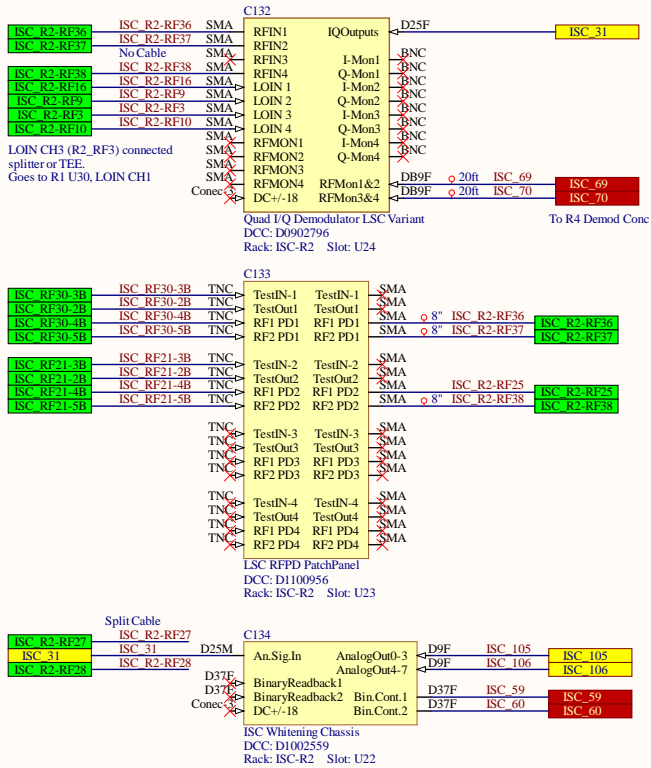 C132
ISC_R2-RF36 ISC_R2-RF36 SMA RFIN1 IQOutputs D25F ISC_31
ISC_R2-RF37 ISC_R2-RF37 SMA RFIN2
No Cable SMA RFIN3 I-Mon1 BNC
ISC_R2-RF38 ISC_R2-RF38 SMA RFIN4 Q-Mon1 BNC
ISC_R2-RF16 ISC_R2-RF16 SMA LOIN 1 I-Mon2 BNC
ISC_R2-RF9 ISC_R2-RF9 SMA LOIN 2 Q-Mon2 BNC
ISC_R2-RF3 ISC_R2-RF3 SMA LOIN 3 I-Mon3 BNC
ISC_R2-RF10 ISC_R2-RF10 SMA LOIN 4 Q-Mon3 BNC
SMA RFMON1 I-Mon4 BNC
LOIN CH3 (R2_RF3) connected SMA RFMON2 Q-Mon4 BNC
splitter or TEE. SMA RFMON3
Goes to R1 U30, LOIN CH1 SMA RFMON4 RFMon1&2 DB9F 20ft ISC_69 ISC_69
Conec-3 DC+/-18 RFMon3&4 DB9F 20ft ISC_70 ISC_70
Quad I/Q Demodulator LSC Variant To R4 Demod Conc
DCC: D0902796
Rack: ISC-R2 Slot: U24
C133
ISC_RF30-3B ISC_RF30-3B TNC TestIN-1 TestIN-1 SMA
ISC_RF30-2B ISC_RF30-2B TNC TestOut1 TestOut1 SMA
ISC_RF30-4B ISC_RF30-4B TNC RF1 PD1 RF1 PD1 SMA 8" ISC_R2-RF36 ISC_R2-RF36
ISC_RF30-5B ISC_RF30-5B TNC RF2 PD1 RF2 PD1 SMA 8" ISC_R2-RF37 ISC_R2-RF37
ISC_RF21-3B ISC_RF21-3B TNC TestIN-2 TestIN-2 SMA
ISC_RF21-2B ISC_RF21-2B TNC TestOut2 TestOut2 SMA
ISC_RF21-4B ISC_RF21-4B TNC RF1 PD2 RF1 PD2 SMA ISC_R2-RF25 ISC_R2-RF25
ISC_RF21-5B ISC_RF21-5B TNC RF2 PD2 RF2 PD2 SMA 8" ISC_R2-RF38 ISC_R2-RF38
TNC TestIN-3 TestIN-3 SMA
TNC TestOut3 TestOut3 SMA
TNC RF1 PD3 RF1 PD3 SMA
TNC RF2 PD3 RF2 PD3 SMA
TNC TestIN-4 TestIN-4 SMA
TNC TestOut4 TestOut4 SMA
TNC RF1 PD4 RF1 PD4 SMA
TNC RF2 PD4 RF2 PD4 SMA
LSC RFPD PatchPanel
DCC: D1100956
Rack: ISC-R2 Slot: U23
Split Cable
C134
ISC_R2-RF27 ISC_R2-RF27
ISC_31 ISC_31 D25M An.Sig.In AnalogOut0-3 D9F ISC_105 ISC_105
ISC_R2-RF28 ISC_R2-RF28 AnalogOut4-7 D9F ISC_106 ISC_106
D37F BinaryReadback1
D37F BinaryReadback2 Bin.Cont.1 D37F ISC_59 ISC_59
Conec-3 DC+/-18 Bin.Cont.2 D37F ISC_60 ISC_60
ISC Whitening Chassis
DCC: D1002559
Rack: ISC-R2 Slot: U22